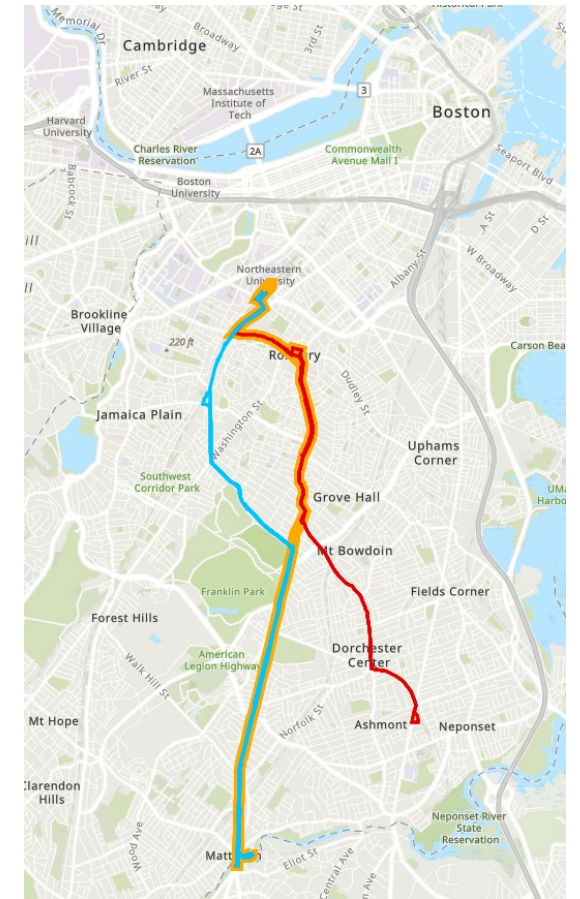 Memorial Dr
Broadway
Cambridge
3rd St
River St
Massachusetts
Institute of
Tech
3
Boston
Harvard
University
Charles River
Reservation
2A
Commonwealth
Avenue Mall I
Seaport Blvd
Babcock St
Boston
University
A St
D St
W Broadway
Albany St
Northeastern
University
Brookline
Village
220 ft
Carson Bea
Dudley St
Jamaica Plain
Washington St
Uphams
Corner
Southwest
Corridor Park
UMa
Harbo
Grove Hall
Mt Bowdoin
Franklin Park
Fields Corner
Forest Hills
American
Legion Highway
Dorchester
Center
Walk Hill St
Norfolk St
Mt Hope
Ashmont
Neponset
Clarendon
Hills
Neponset River
State
Reservation
Wood Ave
Eliot St
Central Ave